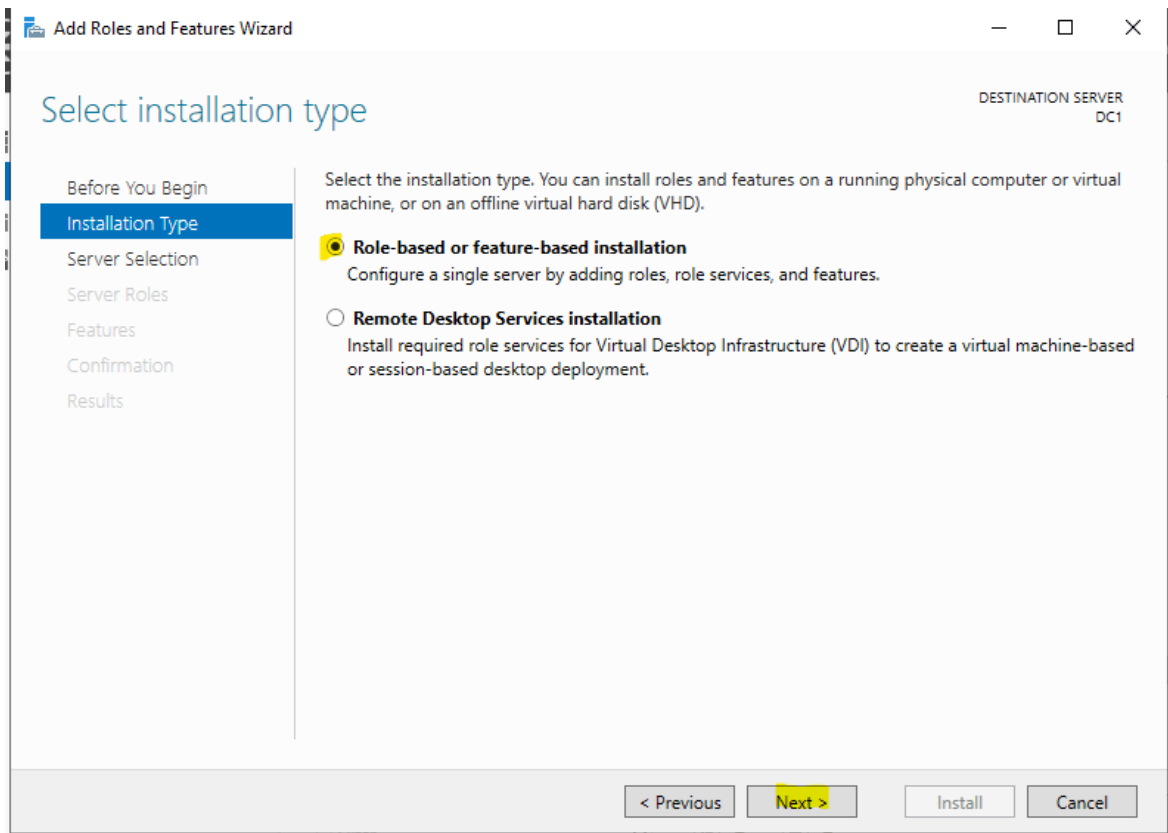 Add Roles and Features Wizard
Select installation type
DESTINATION SERVER
DC1
Before You Begin
Installation Type
Server Selection
Server Roles
Features
Confirmation
Results
Select the installation type. You can install roles and features on a running physical computer or virtual
machine, or on an offline virtual hard disk (VHD).
Role-based or feature-based installation
Configure a single server by adding roles, role services, and features.
Remote Desktop Services installation
Install required role services for Virtual Desktop Infrastructure (VDI) to create a virtual machine-based
or session-based desktop deployment.
< Previous
Next >
Install
Cancel